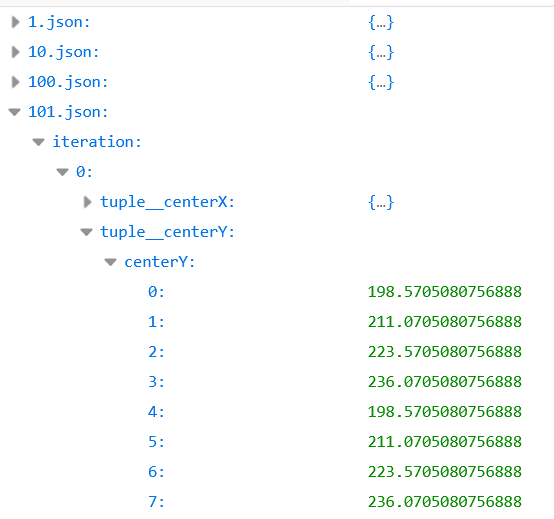 1.json: {…}
10.json: {…}
100.json: {…}
101.json:
iteration:
0:
tuple__centerX: {…}
tuple__centerY:
centerY:
0: 198.5705080756888
1: 211.0705080756888
2: 223.5705080756888
3: 236.0705080756888
4: 198.5705080756888
5: 211.0705080756888
6: 223.5705080756888
7: 236.0705080756888